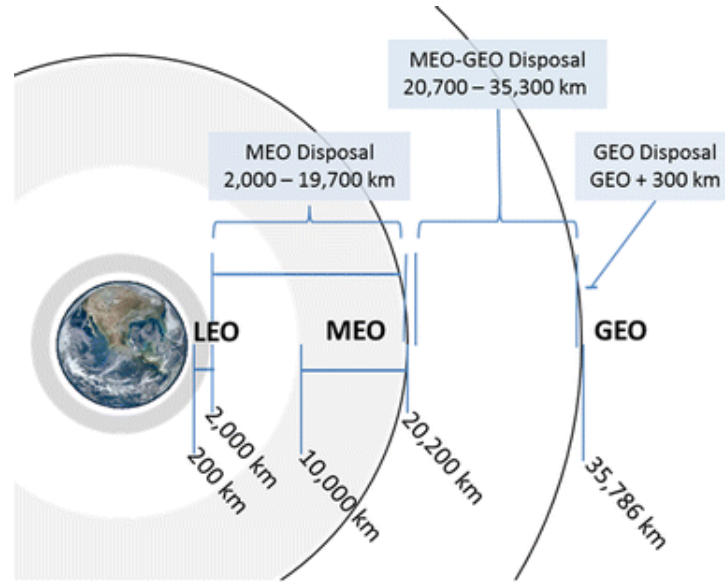 MEO-GEO Disposal
20,700 – 35,300 km
MEO Disposal
2,000 – 19,700 km
GEO Disposal
GEO + 300 km
LEO
MEO
GEO
200 km
2,000 km
10,000 km
20,200 km
35,786 km